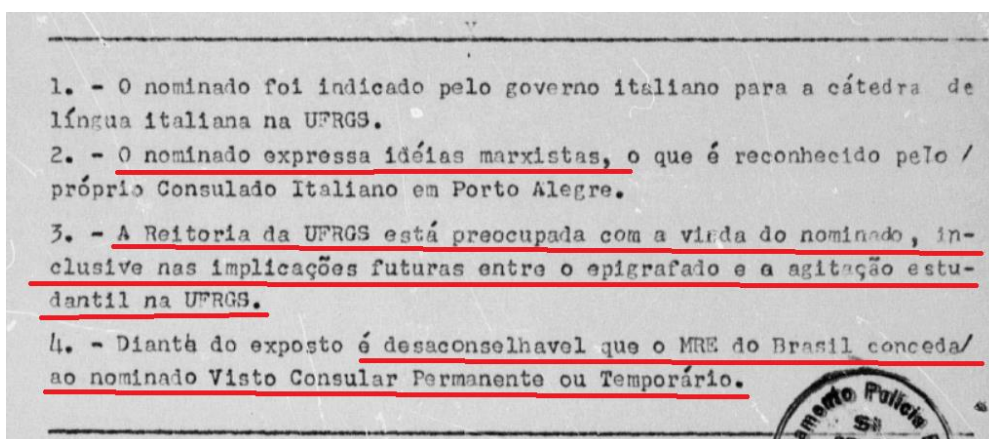 1. - O nominado foi indicado pelo governo italiano para a cátedra de
língua italiana na UFRGS.
2. - O nominado expressa idéias marxistas, o que é reconhecido pelo /
próprio Consulado Italiano em Porto Alegre.
3. - A Reitoria da UFRGS está preocupada com a vinda do nominado, in-
clusive nas implicações futuras entre o epigrafado e a agitação estu-
dantil na UFRGS.
4. - Diante do exposto é desaconselhavel que o MRE do Brasil conceda/
ao nominado Visto Consular Permanente ou Temporário.
amento Policia